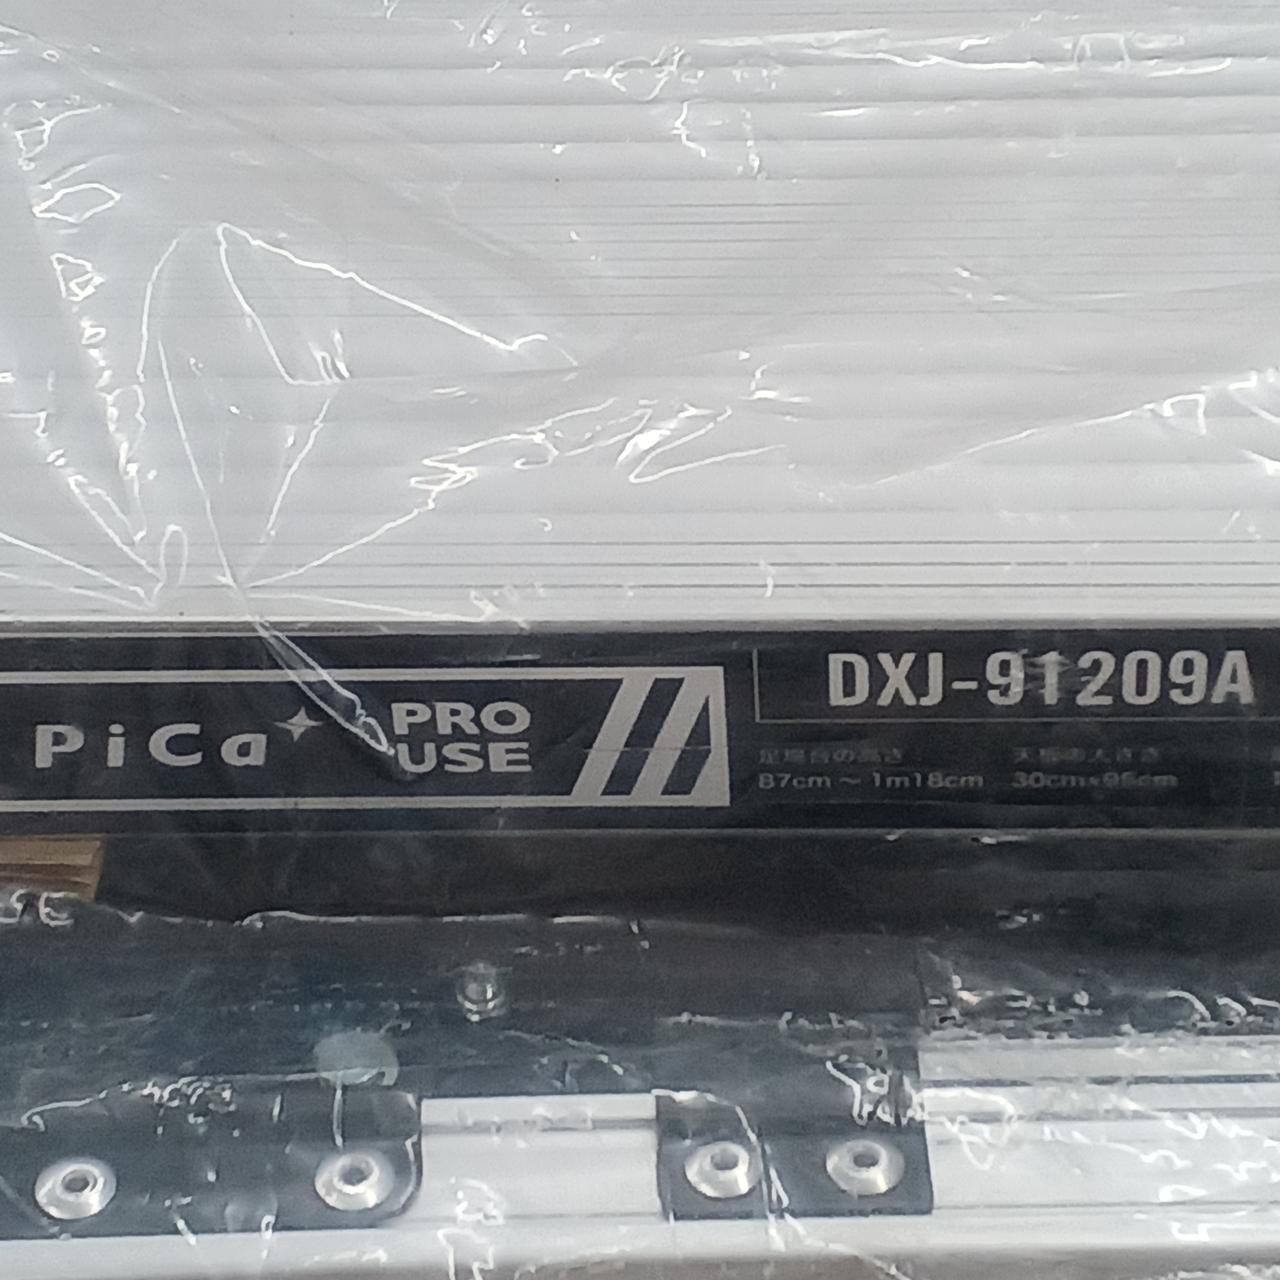 PiCa
PRO
USE
DXJ-91209A
足場台の高さ 天板の大きさ
87cm～1m18cm 30cm×95cm